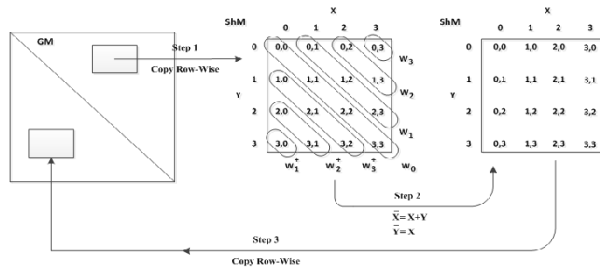 X
X
ShM
ShM
0 1 2 3
0 1 2 3
GM
Step 1
Copy Row-Wise
0 0,0 0,1 0,2 0,3
0 0,0 1,0 2,0 3,0
W3
1 1,0 1,1 1,2 1,3
1 0,1 1,1 2,1 3,1
W2
Y
Y
2 2,0 2,1 2,2 2,3
2 0,2 1,2 2,2 3,2
W1
3 3,0 3,1 3,2 3,3
3 0,3 1,3 2,3 3,3
W1+ W2+ W3+ W0
Step 2
X̄=X+Y
Ȳ=X
Step 3
Copy Row-Wise